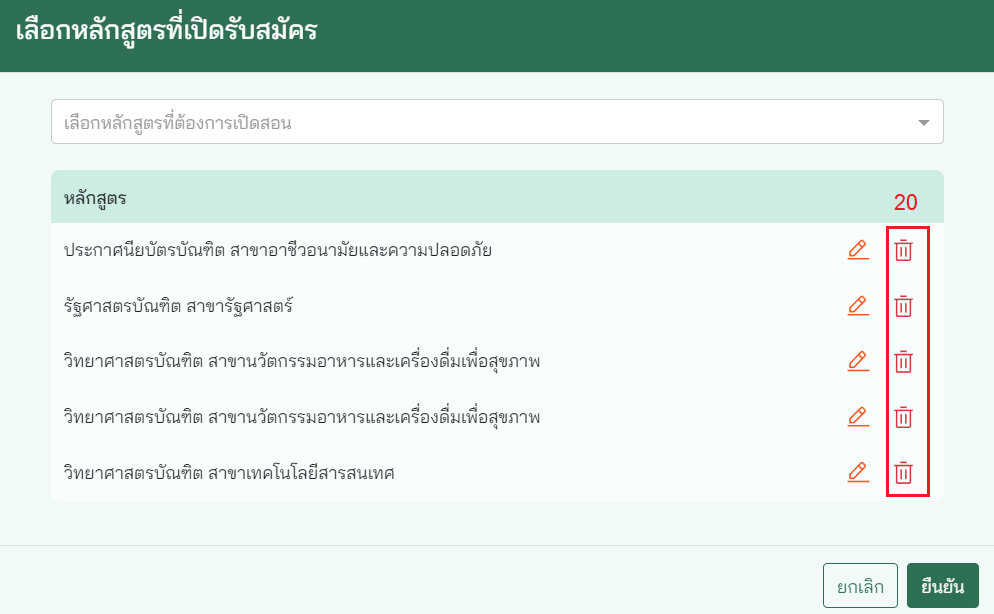 เลือกหลักสูตรที่เปิดรับสมัคร
เลือกหลักสูตรที่ต้องการเปิดสอน
หลักสูตร
20
ประกาศนียบัตรบัณฑิต สาขาอาชีวอนามัยและความปลอดภัย
รัฐศาสตรบัณฑิต สาขารัฐศาสตร์
วิทยาศาสตรบัณฑิต สาขานวัตกรรมอาหารและเครื่องดื่มเพื่อสุขภาพ
วิทยาศาสตรบัณฑิต สาขานวัตกรรมอาหารและเครื่องดื่มเพื่อสุขภาพ
วิทยาศาสตรบัณฑิต สาขาเทคโนโลยีสารสนเทศ
ยกเลิก
ยืนยัน